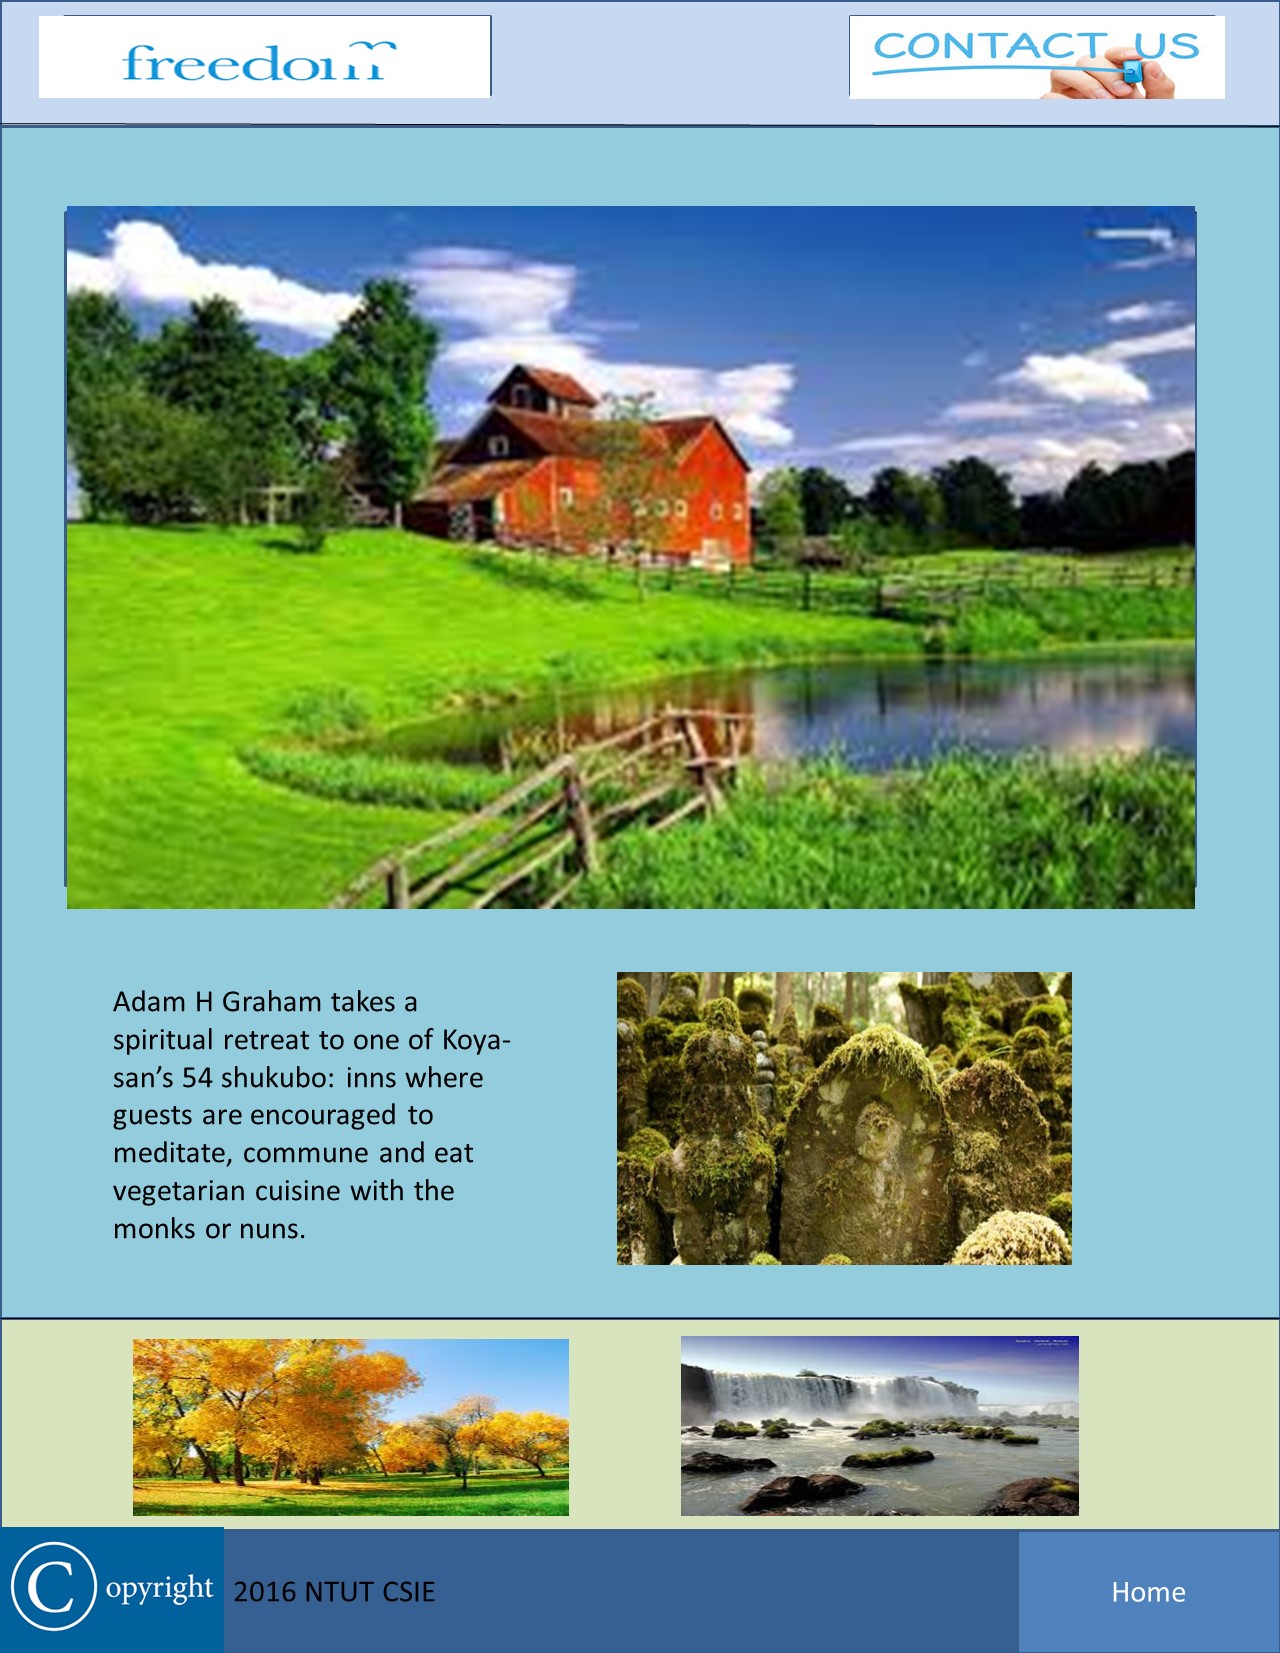 freedom
CONTACT US
Adam H Graham takes a
spiritual retreat to one of Koya-
san’s 54 shukubo: inns where
guests are encouraged to
meditate, commune and eat
vegetarian cuisine with the
monks or nuns.
Copyright 2016 NTUT CSIE
Home